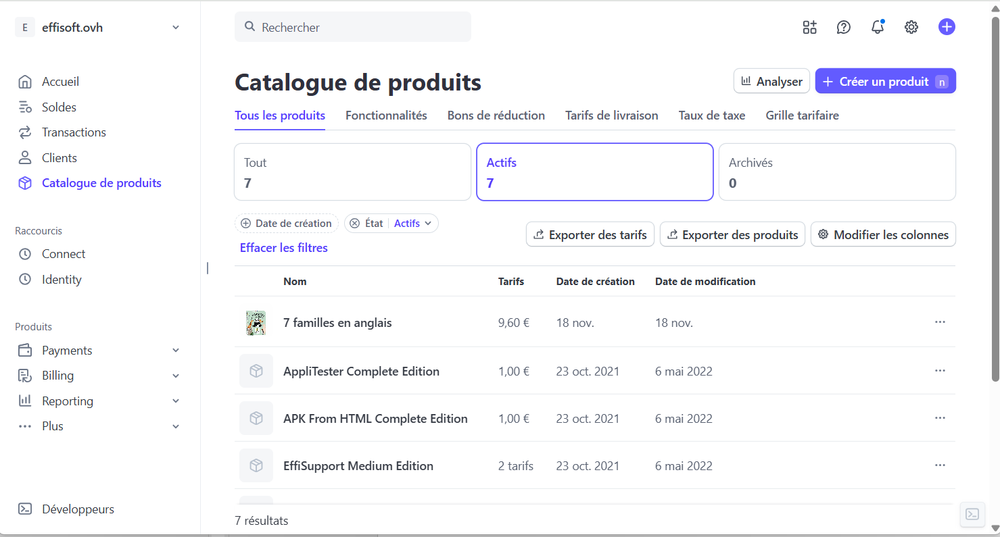 E effisoft.ovh
Rechercher
Accueil
Soldes
Transactions
Clients
Catalogue de produits
Raccourcis
Connect
Identity
Produits
Payments
Billing
Reporting
Plus
Développeurs
Catalogue de produits
Analyser
Créer un produit n
Tous les produits Fonctionnalités Bons de réduction Tarifs de livraison Taux de taxe Grille tarifaire
Tout Actifs Archivés
7 7 0
Date de création État Actifs
Effacer les filtres
Exporter des tarifs Exporter des produits Modifier les colonnes
Nom Tarifs Date de création Date de modification
7 familles en anglais 9,60 € 18 nov. 18 nov.
AppliTester Complete Edition 1,00 € 23 oct. 2021 6 mai 2022
APK From HTML Complete Edition 1,00 € 23 oct. 2021 6 mai 2022
EffiSupport Medium Edition 2 tarifs 23 oct. 2021 6 mai 2022
7 résultats